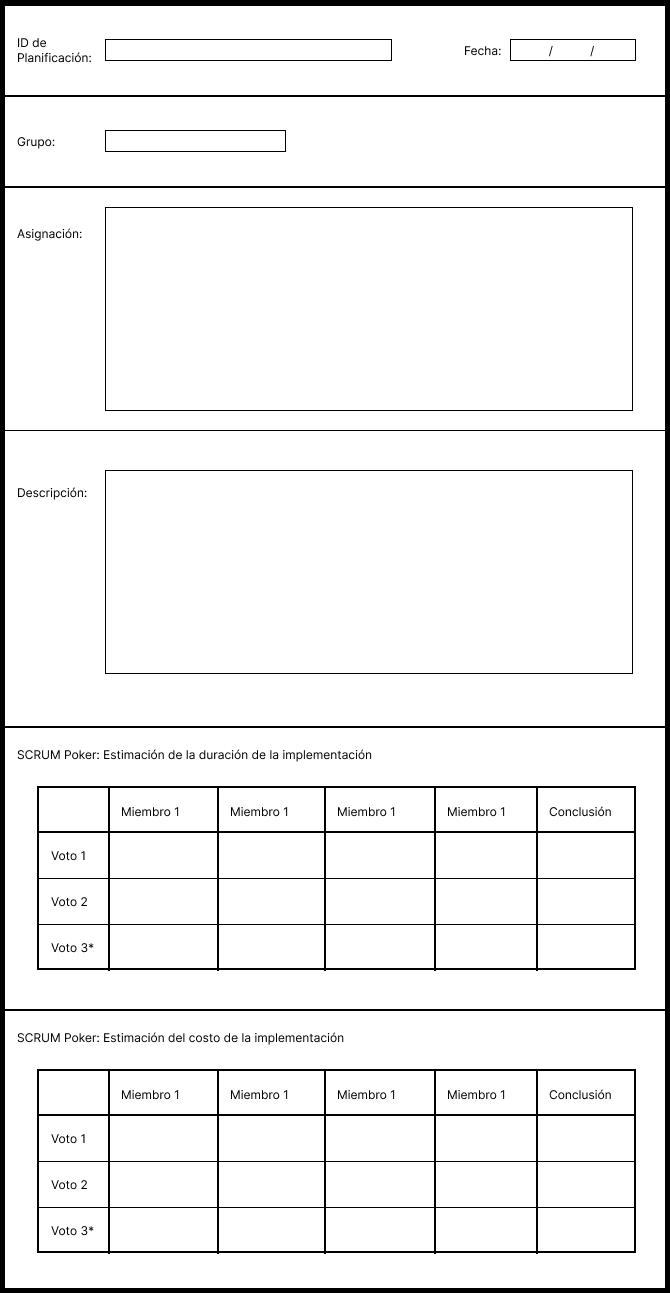 ID de
Planificación:
Fecha: / /
Grupo:
Asignación:
Descripción:
SCRUM Poker: Estimación de la duración de la implementación
Miembro 1 Miembro 1 Miembro 1 Miembro 1 Conclusión
Voto 1
Voto 2
Voto 3*
SCRUM Poker: Estimación del costo de la implementación
Miembro 1 Miembro 1 Miembro 1 Miembro 1 Conclusión
Voto 1
Voto 2
Voto 3*